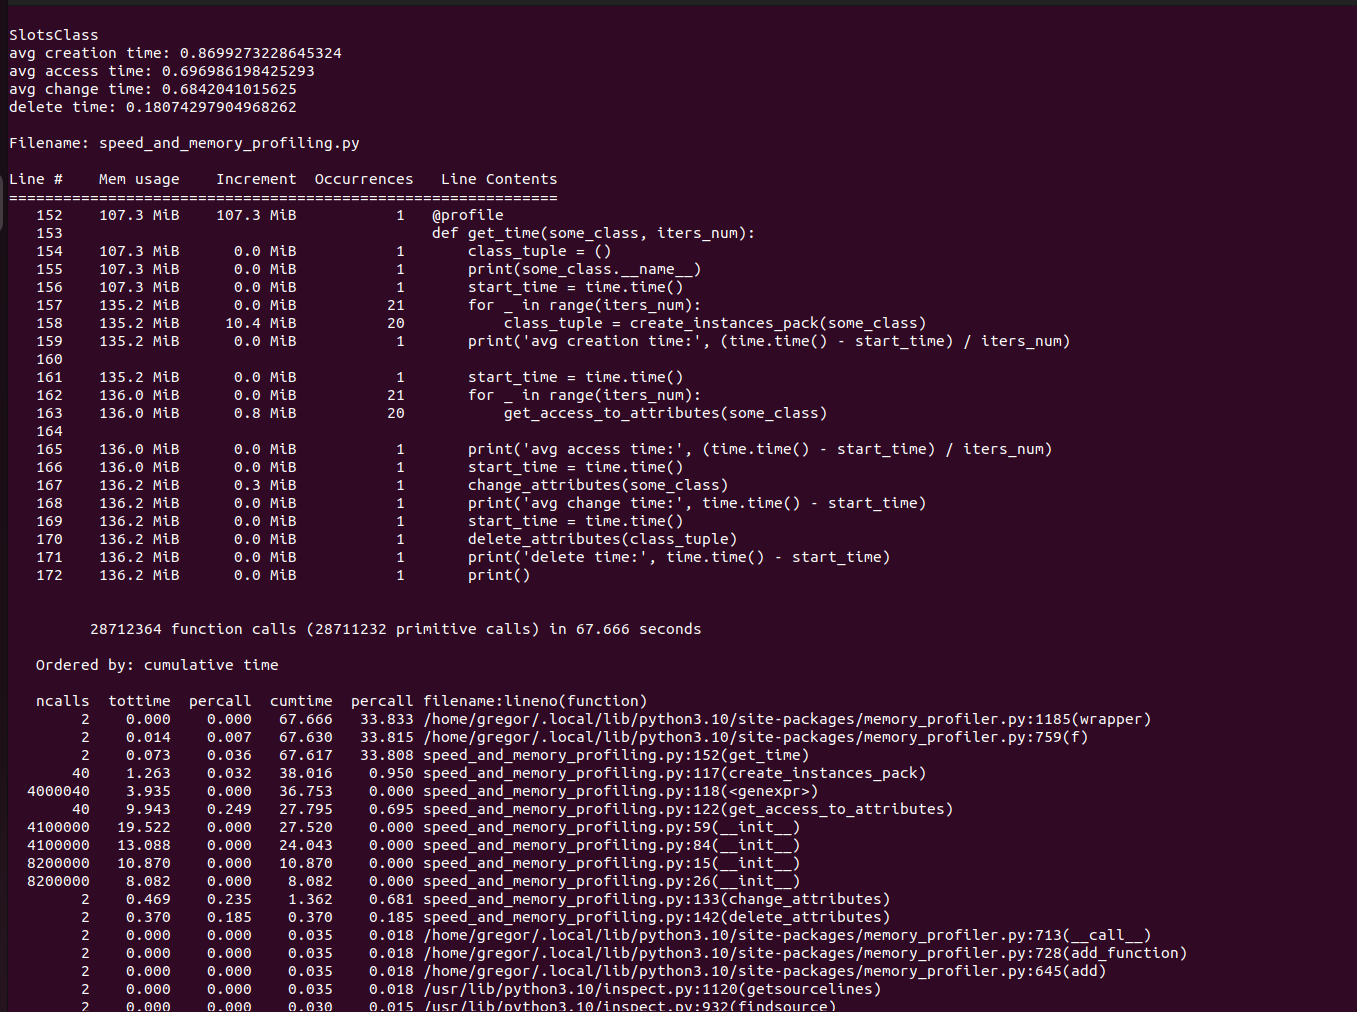 SlotsClass
avg creation time: 0.8699273228645324
avg access time: 0.696986198425293
avg change time: 0.6842041015625
delete time: 0.18074297904968262
Filename: speed_and_memory_profiling.py
Line #    Mem usage    Increment  Occurrences   Line Contents
=============================================================
   152    107.3 MiB    107.3 MiB           1   @profile
   153                                         def get_time(some_class, iters_num):
   154    107.3 MiB      0.0 MiB           1       class_tuple = ()
   155    107.3 MiB      0.0 MiB           1       print(some_class.__name__)
   156    107.3 MiB      0.0 MiB           1       start_time = time.time()
   157    135.2 MiB      0.0 MiB          21       for _ in range(iters_num):
   158    135.2 MiB     10.4 MiB          20           class_tuple = create_instances_pack(some_class)
   159    135.2 MiB      0.0 MiB           1       print('avg creation time:', (time.time() - start_time) / iters_num)
   160
   161    135.2 MiB      0.0 MiB           1       start_time = time.time()
   162    136.0 MiB      0.0 MiB          21       for _ in range(iters_num):
   163    136.0 MiB      0.8 MiB          20           get_access_to_attributes(some_class)
   164
   165    136.0 MiB      0.0 MiB           1       print('avg access time:', (time.time() - start_time) / iters_num)
   166    136.0 MiB      0.0 MiB           1       start_time = time.time()
   167    136.2 MiB      0.3 MiB           1       change_attributes(some_class)
   168    136.2 MiB      0.0 MiB           1       print('avg change time:', time.time() - start_time)
   169    136.2 MiB      0.0 MiB           1       start_time = time.time()
   170    136.2 MiB      0.0 MiB           1       delete_attributes(class_tuple)
   171    136.2 MiB      0.0 MiB           1       print('delete time:', time.time() - start_time)
   172    136.2 MiB      0.0 MiB           1       print()
         28712364 function calls (28711232 primitive calls) in 67.666 seconds
   Ordered by: cumulative time
   ncalls  tottime  percall  cumtime  percall filename:lineno(function)
        2    0.000    0.000   67.666   33.833 /home/gregor/.local/lib/python3.10/site-packages/memory_profiler.py:1185(wrapper)
        2    0.014    0.007   67.630   33.815 /home/gregor/.local/lib/python3.10/site-packages/memory_profiler.py:759(f)
        2    0.073    0.036   67.617   33.808 speed_and_memory_profiling.py:152(get_time)
       40    1.263    0.032   38.016    0.950 speed_and_memory_profiling.py:117(create_instances_pack)
  4000040    3.935    0.000   36.753    0.000 speed_and_memory_profiling.py:118(<genexpr>)
       40    9.943    0.249   27.795    0.695 speed_and_memory_profiling.py:122(get_access_to_attributes)
  4100000   19.522    0.000   27.520    0.000 speed_and_memory_profiling.py:59(__init__)
  4100000   13.088    0.000   24.043    0.000 speed_and_memory_profiling.py:84(__init__)
  8200000   10.870    0.000   10.870    0.000 speed_and_memory_profiling.py:15(__init__)
  8200000    8.082    0.000    8.082    0.000 speed_and_memory_profiling.py:26(__init__)
        2    0.469    0.235    1.362    0.681 speed_and_memory_profiling.py:133(change_attributes)
        2    0.370    0.185    0.370    0.185 speed_and_memory_profiling.py:142(delete_attributes)
        2    0.000    0.000    0.035    0.018 /home/gregor/.local/lib/python3.10/site-packages/memory_profiler.py:713(__call__)
        2    0.000    0.000    0.035    0.018 /home/gregor/.local/lib/python3.10/site-packages/memory_profiler.py:728(add_function)
        2    0.000    0.000    0.035    0.018 /home/gregor/.local/lib/python3.10/site-packages/memory_profiler.py:645(add)
        2    0.000    0.000    0.035    0.018 /usr/lib/python3.10/inspect.py:1120(getsourcelines)
        2    0.000    0.000    0.030    0.015 /usr/lib/python3.10/inspect.py:932(findsource)